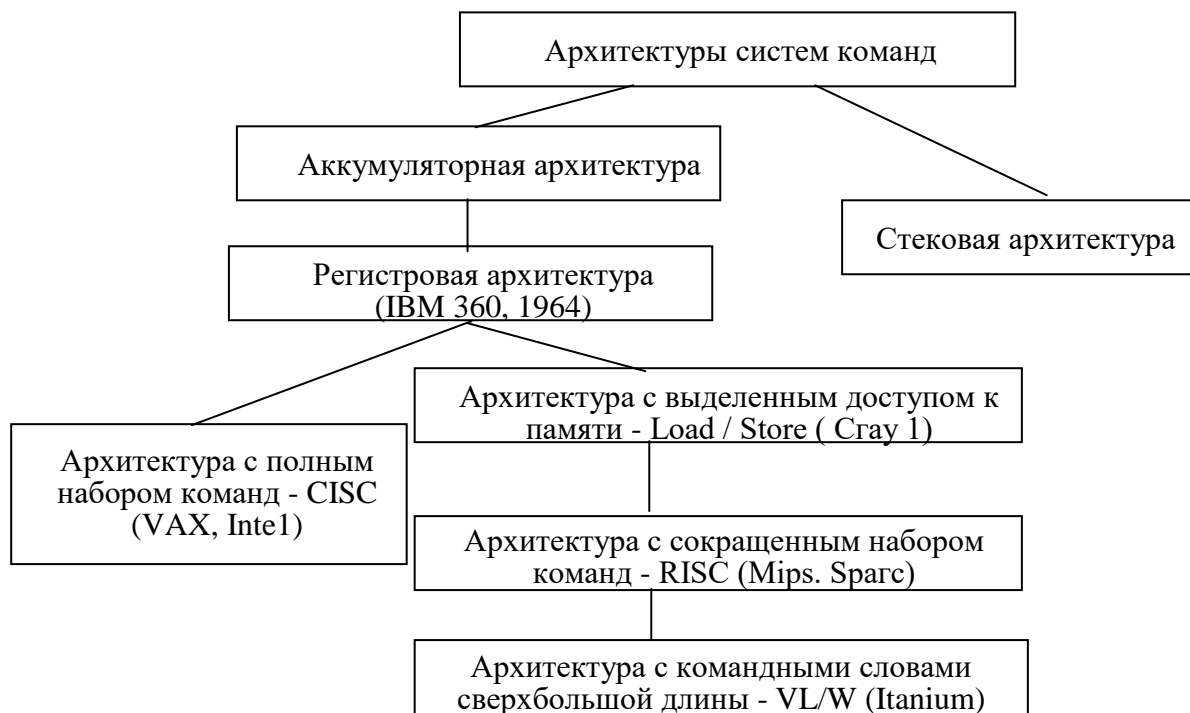 Архитектуры систем команд
Аккумуляторная архитектура
Стековая архитектура
Регистровая архитектура
(IBM 360, 1964)
Архитектура с выделенным доступом к
памяти - Load / Store ( Сгау 1)
Архитектура с полным
набором команд - CISC
(VAX, Inte1)
Архитектура с сокращенным набором
команд - RISC (Mips. Sparc)
Архитектура с командными словами
сверхбольшой длины - VL/W (Itanium)